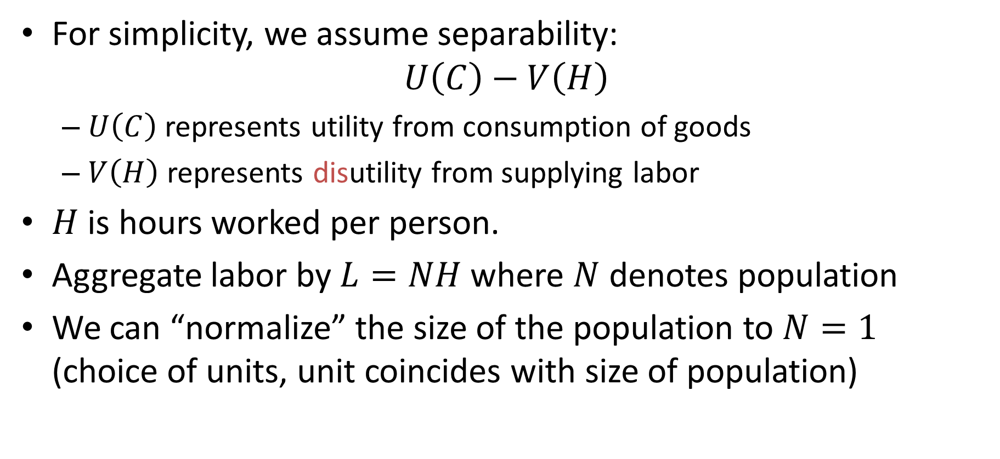 • For simplicity, we assume separability:
U(C) − V(H)
– U(C) represents utility from consumption of goods
– V(H) represents disutility from supplying labor
• H is hours worked per person.
• Aggregate labor by L = NH where N denotes population
• We can “normalize” the size of the population to N = 1
(choice of units, unit coincides with size of population)